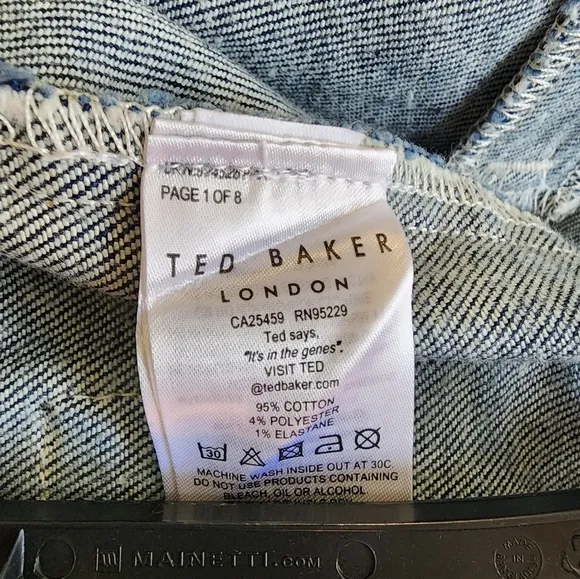 PAGE 1 OF 8
TED BAKER
LONDON
CA25459 RN95229
Ted says,
"It's in the genes".
VISIT TED
@tedbaker.com
95% COTTON
4% POLYESTER
1% ELASTANE
30
MACHINE WASH INSIDE OUT AT 30C
DO NOT USE PRODUCTS CONTAINING
BLEACH, OIL OR ALCOHOL
MAINETTI.COM
MADE IN